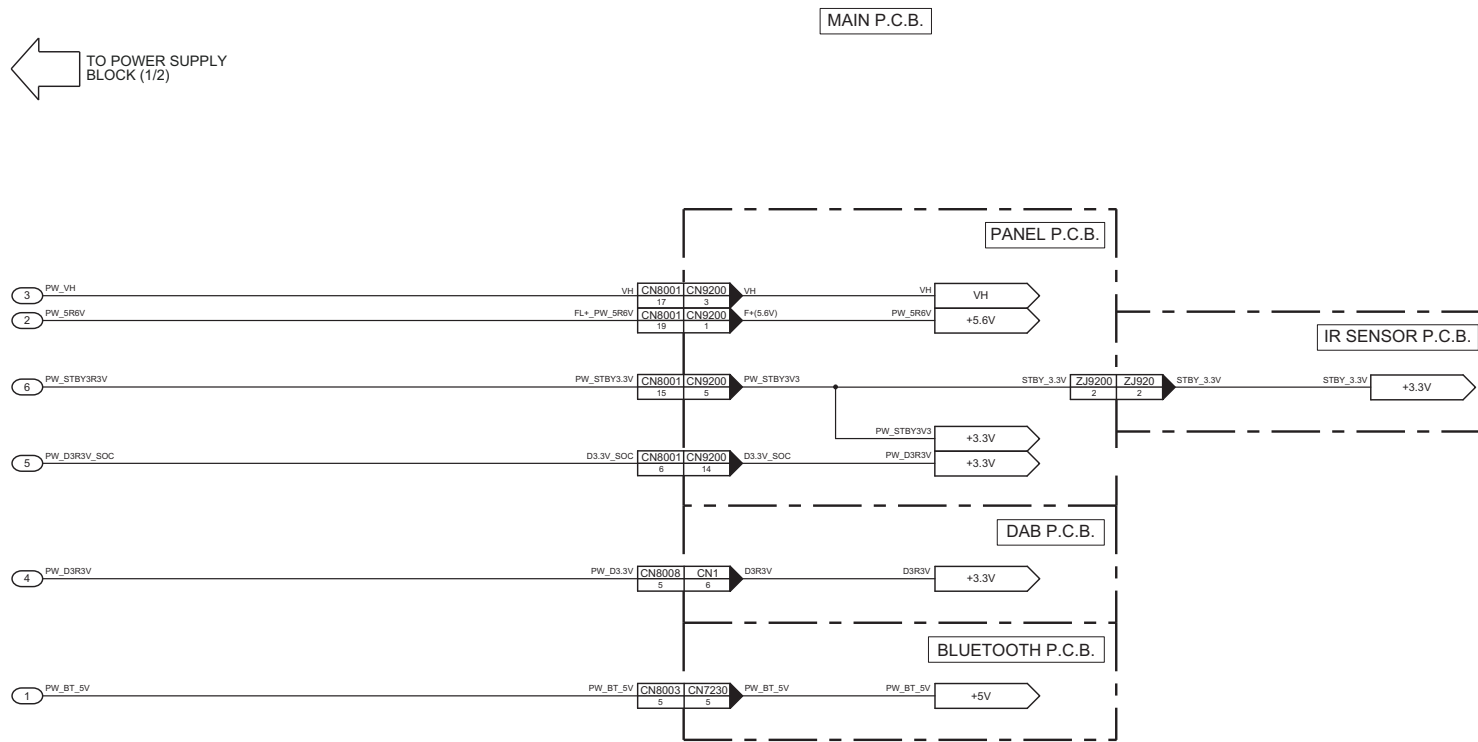 MAIN P.C.B.
TO POWER SUPPLY
BLOCK (1/2)
PANEL P.C.B.
3 PW_VH VH CN8001 CN9200 VH VH VH
17 3
2 PW_5R6V FL+_PW_5R6V CN8001 CN9200 F+(5.6V) PW_5R6V +5.6V
19 1
IR SENSOR P.C.B.
6 PW_STBY3R3V PW_STBY3.3V CN8001 CN9200 PW_STBY3V3 STBY_3.3V ZJ9200 ZJ920 STBY_3.3V STBY_3.3V +3.3V
15 5 2 2
PW_STBY3V3 +3.3V
5 PW_D3R3V_SOC D3.3V_SOC CN8001 CN9200 D3.3V_SOC PW_D3R3V +3.3V
6 14
DAB P.C.B.
4 PW_D3R3V PW_D3.3V CN8008 CN1 D3R3V D3R3V +3.3V
5 6
BLUETOOTH P.C.B.
1 PW_BT_5V PW_BT_5V CN8003 CN7230 PW_BT_5V PW_BT_5V +5V
5 5